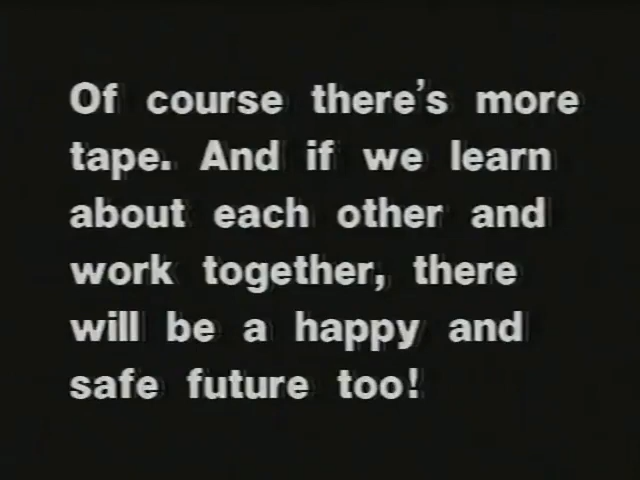 Of course there's more
tape. And if we learn
about each other and
work together, there
will be a happy and
safe future too!